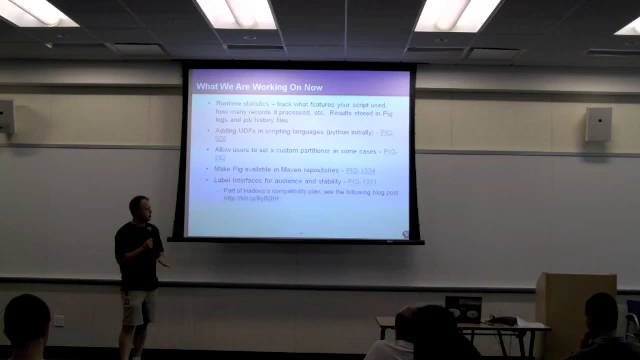 What We Are Working On Now
Runtime statistics – track what features your script used,
how many records it processed, etc. Results stored in Pig
logs and job history files
Adding UDFs in scripting languages (python initially) – PIG-
Allow users to set a custom partitioner in some cases – PIG-
Make Pig available in Maven repositories – PIG-1334
Label Interfaces for audience and stability – PIG-1311
Part of Hadoop's compatibility plan, see the following blog post